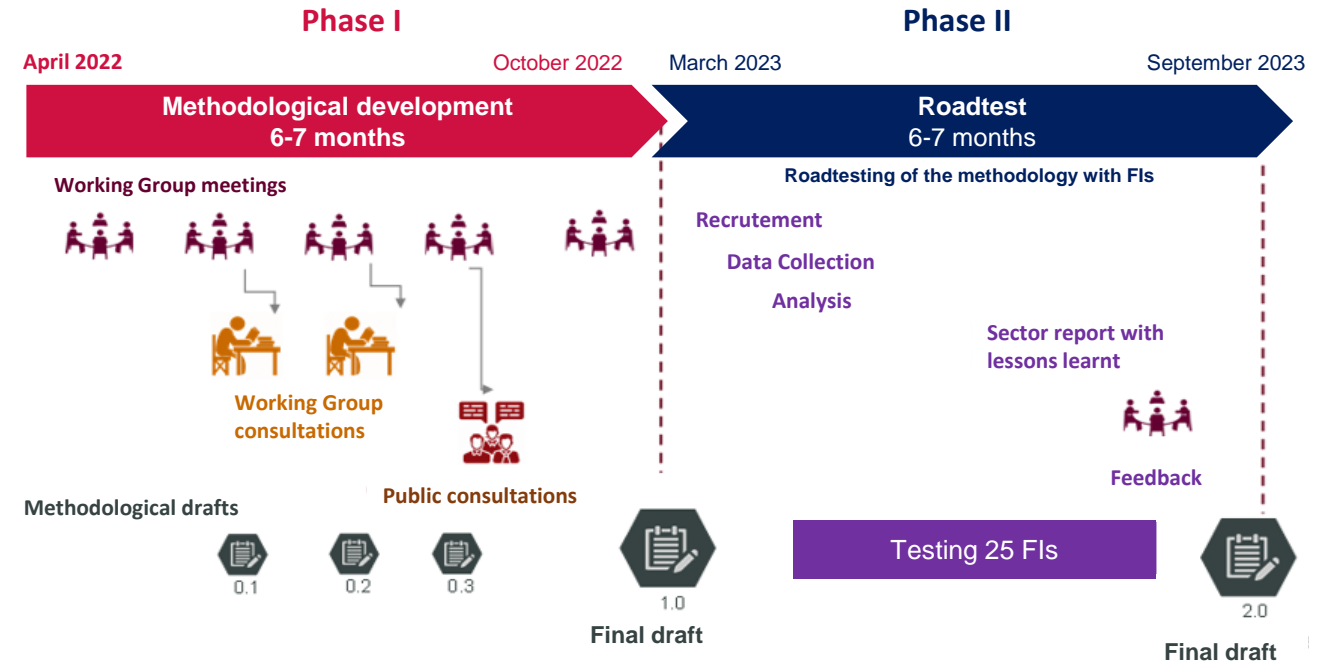 Phase I
Phase II
April 2022
October 2022
March 2023
September 2023
Methodological development
6-7 months
Roadtest
6-7 months
Working Group meetings
Roadtesting of the methodology with FIs
Recrutement
Data Collection
Analysis
Sector report with
lessons learnt
Working Group
consultations
Feedback
Public consultations
Methodological drafts
Testing 25 FIs
0.1
0.2
0.3
1.0
2.0
Final draft
Final draft